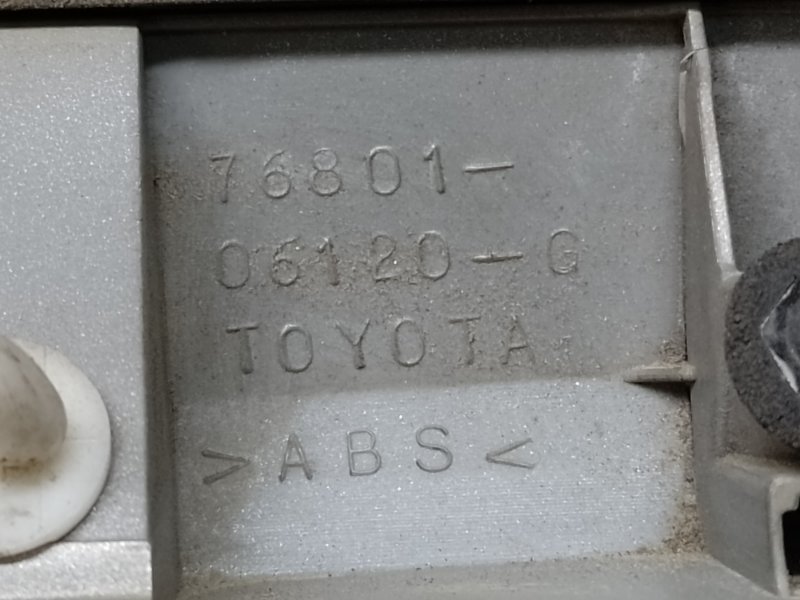 76801-
06120-G
TOYOTA
>ABS<